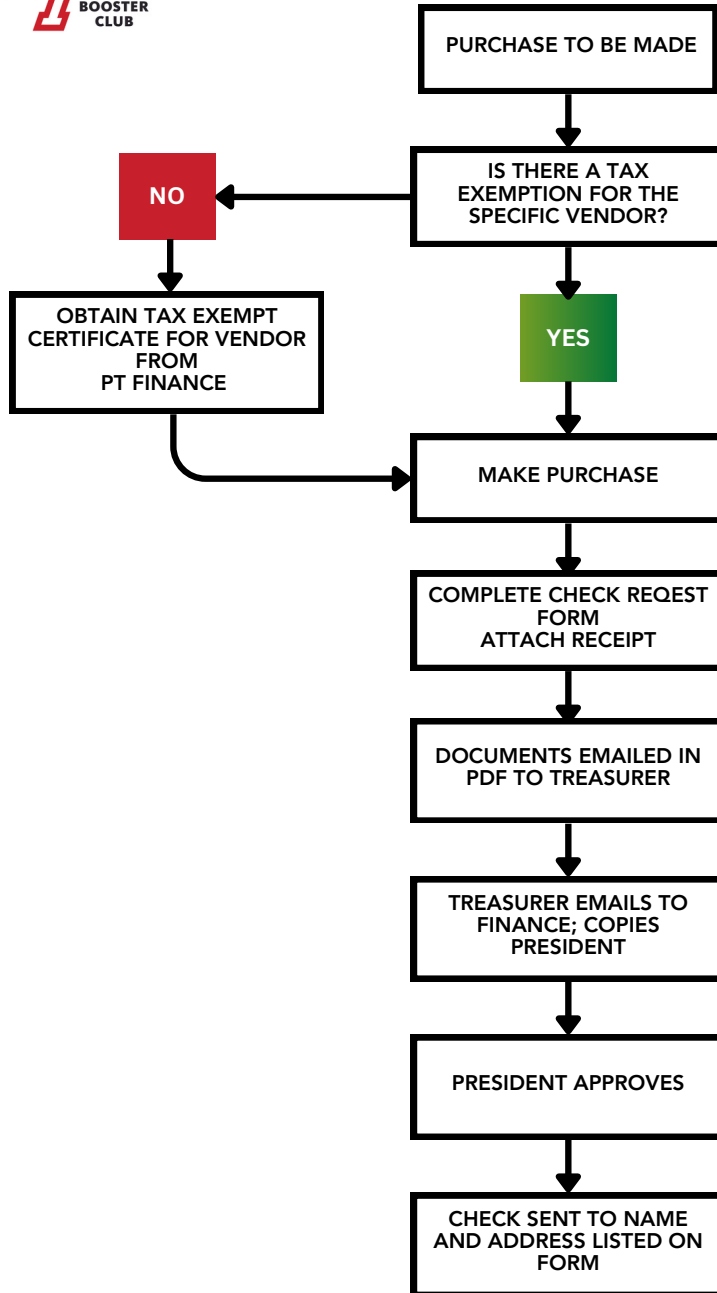 BOOSTER
CLUB
PURCHASE TO BE MADE
IS THERE A TAX
EXEMPTION FOR THE
SPECIFIC VENDOR?
NO
OBTAIN TAX EXEMPT
CERTIFICATE FOR VENDOR
FROM
PT FINANCE
YES
MAKE PURCHASE
COMPLETE CHECK REQEST
FORM
ATTACH RECEIPT
DOCUMENTS EMAILED IN
PDF TO TREASURER
TREASURER EMAILS TO
FINANCE; COPIES
PRESIDENT
PRESIDENT APPROVES
CHECK SENT TO NAME
AND ADDRESS LISTED ON
FORM